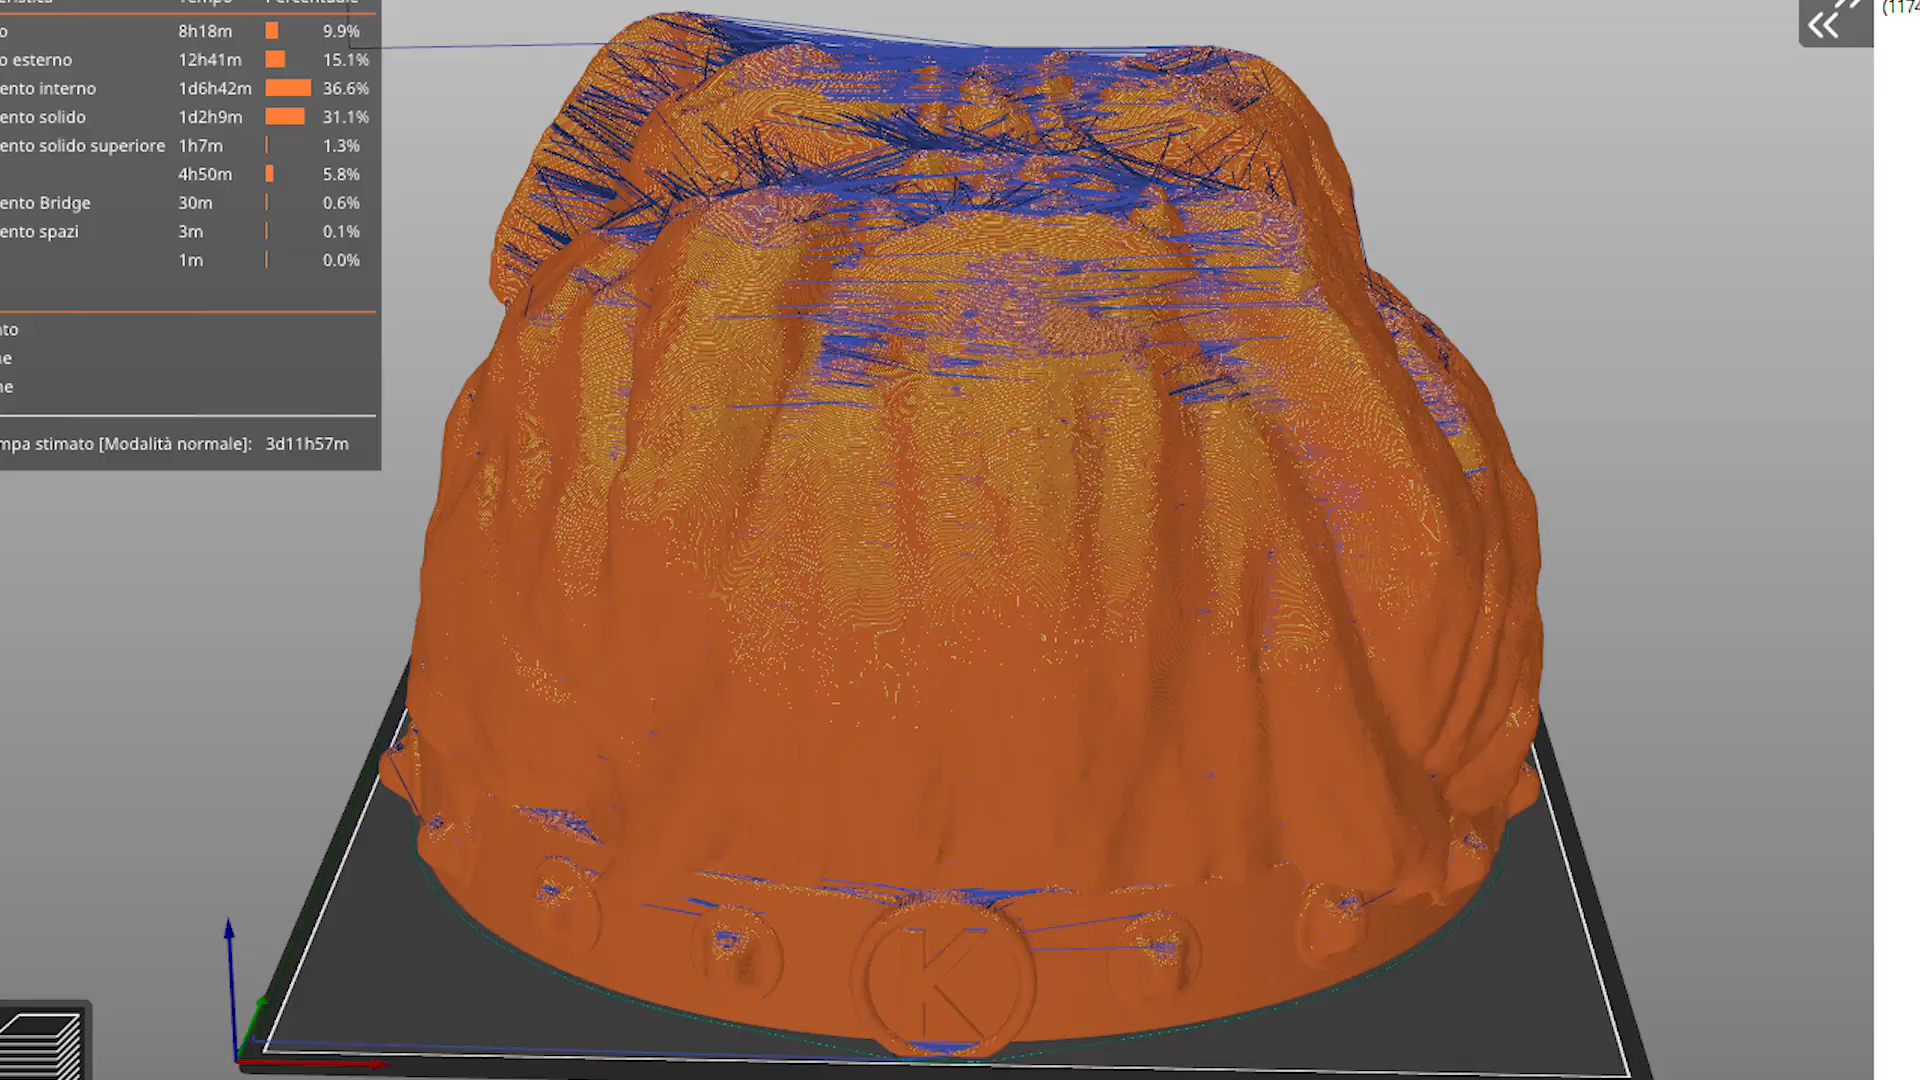 o 8h18m 9.9%
o esterno 12h41m 15.1%
ento interno 1d6h42m 36.6%
ento solido 1d2h9m 31.1%
ento solido superiore 1h7m 1.3%
4h50m 5.8%
ento Bridge 30m 0.6%
ento spazi 3m 0.1%
1m 0.0%
nto
ne
ne
mpa stimato [Modalità normale]: 3d11h57m
(1174
K